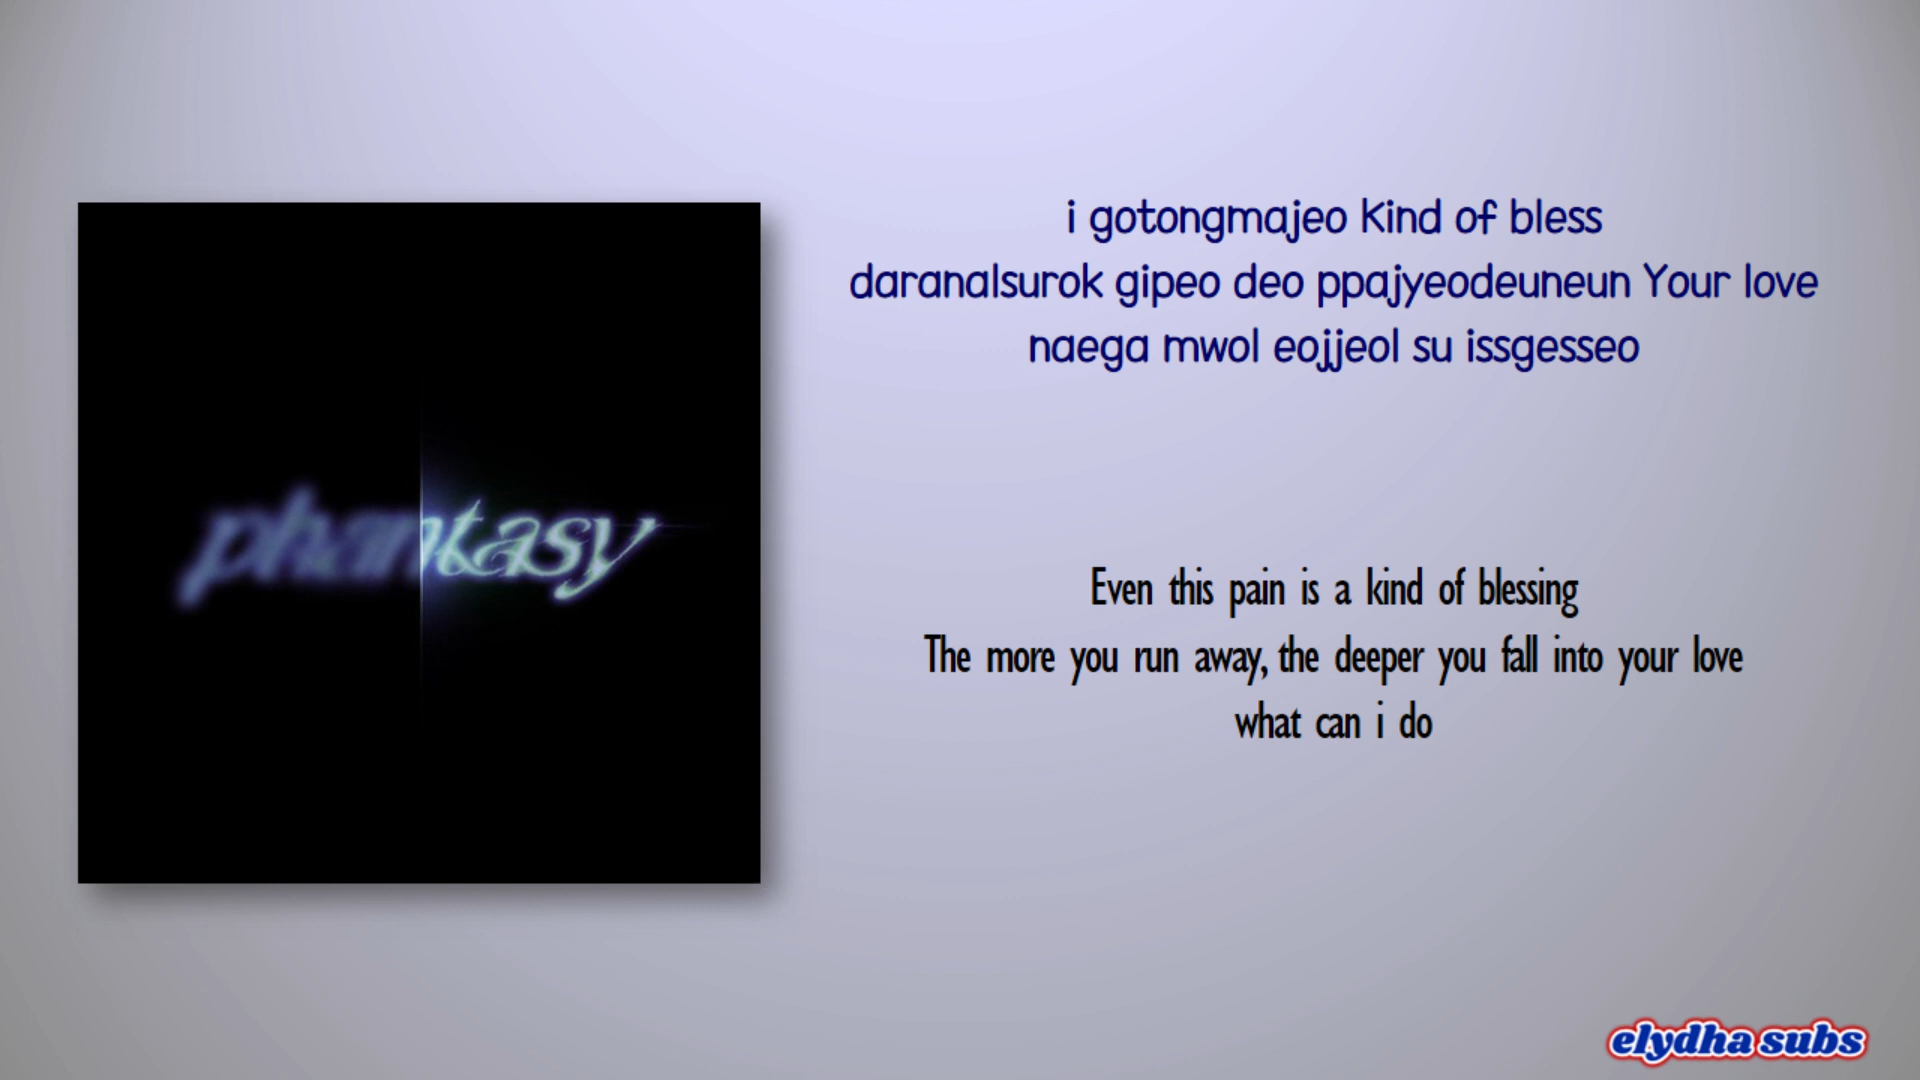 phantasy
i gotongmajeo Kind of bless
daranalsurok gipeo deo ppajyeodeuneun Your love
naega mwol eojjeol su issgesseo
Even this pain is a kind of blessing
The more you run away, the deeper you fall into your love
what can i do
elydha subs